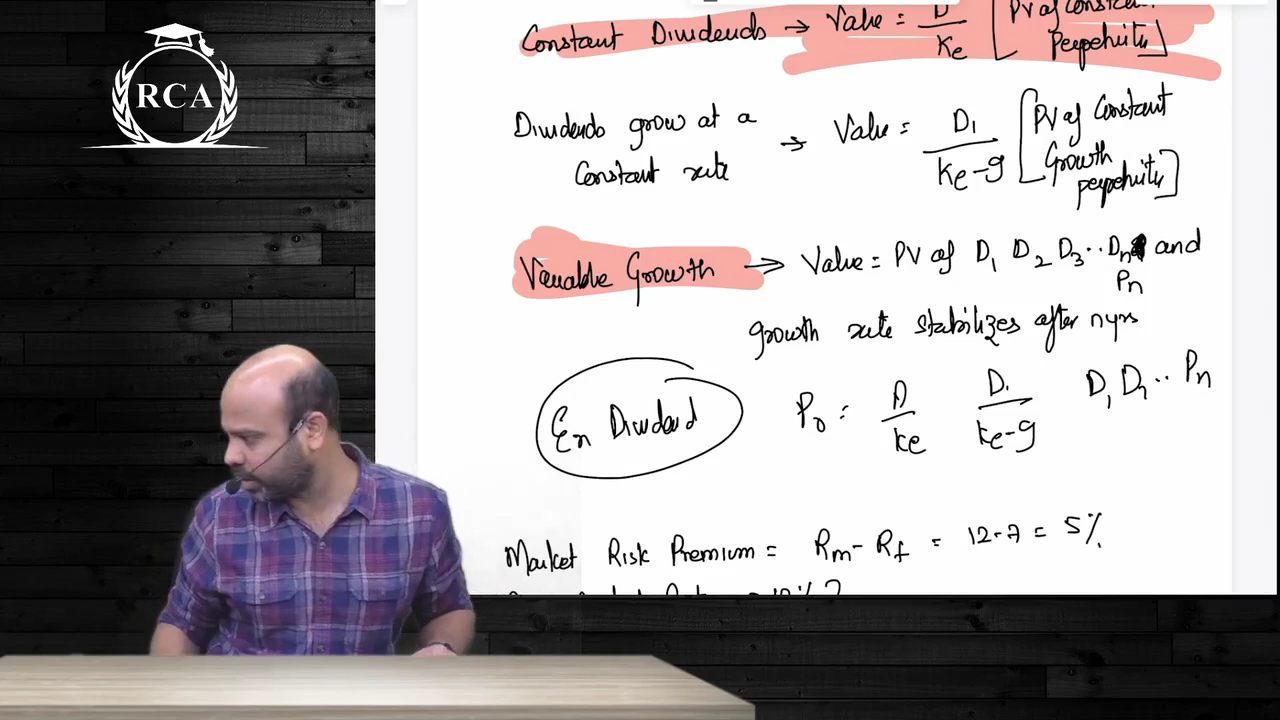 RCA
Constant Dividends → Value = D / Ke [PV of Constant
perpetuity]
Dividends grow at a Constant rate → Value = D1 / Ke-g [PV of Constant
Growth
perpetuity]
Variable Growth → Value = PV of D1 D2 D3 .. Dn and
Pn
growth rate stabilizes after n yrs
Ex Dividend P0 = D / Ke D1 / Ke-g D1 D2 .. Pn
Market Risk Premium = Rm - Rf = 12-7 = 5%